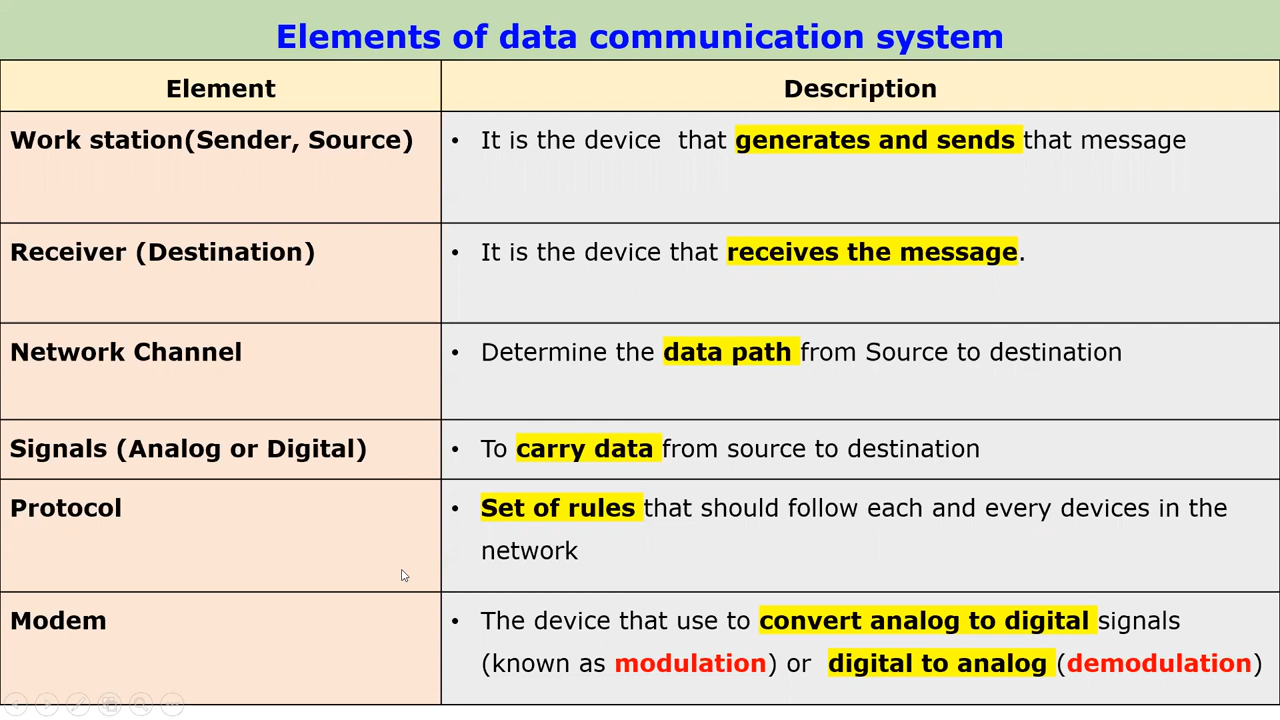 Elements of data communication system
Element
Description
Work station(Sender, Source)
• It is the device that generates and sends that message
Receiver (Destination)
• It is the device that receives the message.
Network Channel
• Determine the data path from Source to destination
Signals (Analog or Digital)
• To carry data from source to destination
Protocol
• Set of rules that should follow each and every devices in the
network
Modem
• The device that use to convert analog to digital signals
(known as modulation) or digital to analog (demodulation)